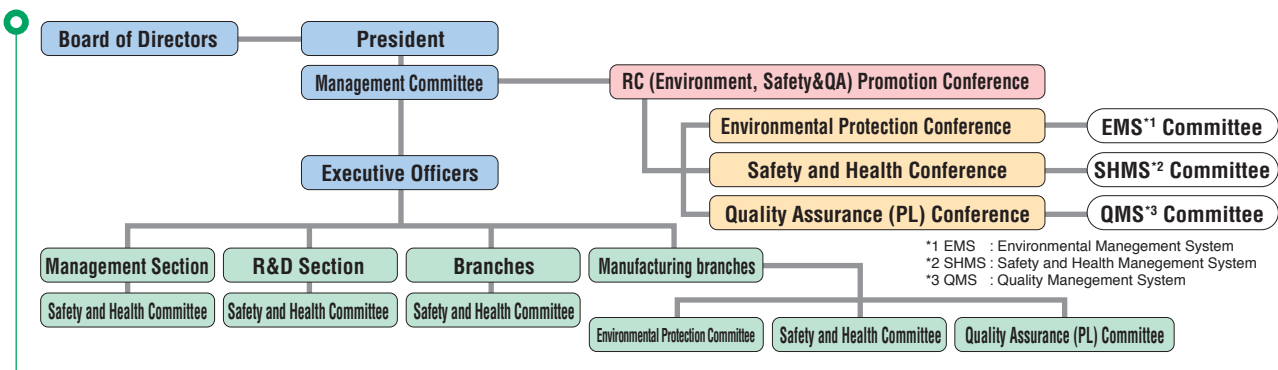 Board of Directors
President
Management Committee
RC (Environment, Safety&QA) Promotion Conference
Environmental Protection Conference
EMS*1 Committee
Executive Officers
Safety and Health Conference
SHMS*2 Committee
Quality Assurance (PL) Conference
QMS*3 Committee
*1 EMS : Environmental Management System
*2 SHMS : Safety and Health Management System
*3 QMS : Quality Management System
Management Section
R&D Section
Branches
Manufacturing branches
Safety and Health Committee
Safety and Health Committee
Safety and Health Committee
Environmental Protection Committee
Safety and Health Committee
Quality Assurance (PL) Committee